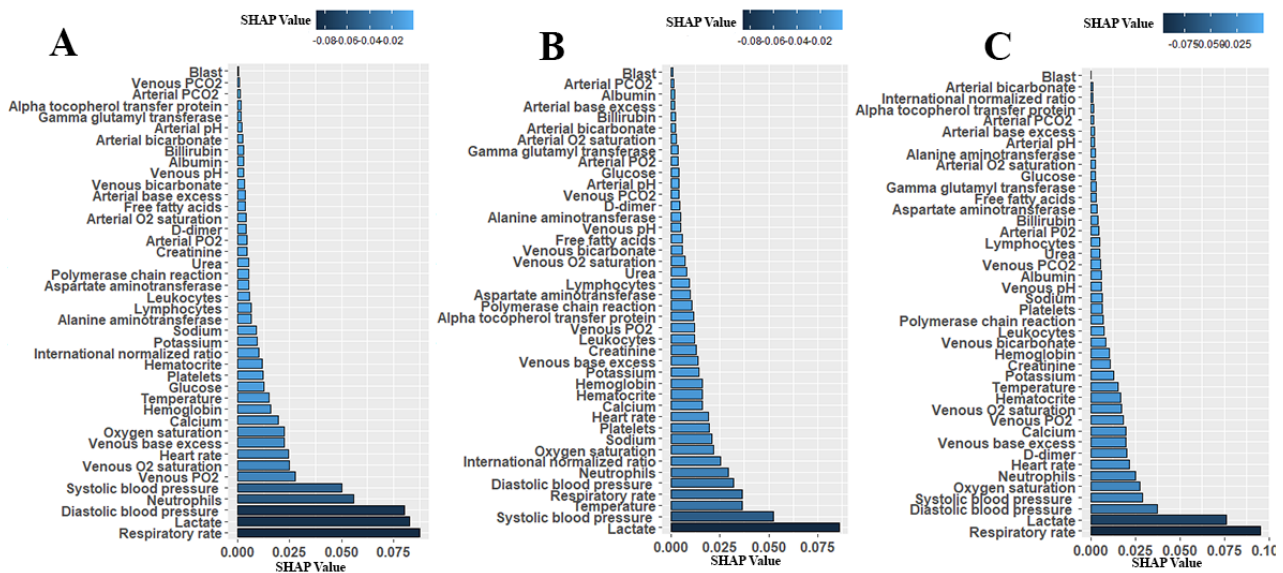 SHAP Value
-0.08-0.06-0.04-0.02
A
Blast
Venous PCO2
Arterial PCO2
Alpha tocopherol transfer protein
Gamma glutamyl transferase
Arterial pH
Arterial bicarbonate
Billirubin
Albumin
Venous pH
Venous bicarbonate
Arterial base excess
Free fatty acids
Arterial O2 saturation
D-dimer
Arterial PO2
Creatinine
Urea
Polymerase chain reaction
Aspartate aminotransferase
Leukocytes
Lymphocytes
Alanine aminotransferase
Sodium
Potassium
International normalized ratio
Hematocrite
Platelets
Glucose
Temperature
Hemoglobin
Calcium
Oxygen saturation
Venous base excess
Heart rate
Venous O2 saturation
Venous PO2
Systolic blood pressure
Neutrophils
Diastolic blood pressure
Lactate
Respiratory rate
0.000 0.025 0.050 0.075
SHAP Value
SHAP Value
-0.08-0.06-0.04-0.02
B
Blast
Arterial PCO2
Albumin
Arterial base excess
Billirubin
Arterial bicarbonate
Arterial O2 saturation
Gamma glutamyl transferase
Arterial PO2
Glucose
Arterial pH
Venous PCO2
D-dimer
Alanine aminotransferase
Venous pH
Free fatty acids
Venous bicarbonate
Venous O2 saturation
Urea
Lymphocytes
Aspartate aminotransferase
Polymerase chain reaction
Alpha tocopherol transfer protein
Venous PO2
Leukocytes
Creatinine
Venous base excess
Potassium
Hemoglobin
Hematocrite
Calcium
Heart rate
Platelets
Sodium
Oxygen saturation
International normalized ratio
Neutrophils
Diastolic blood pressure
Respiratory rate
Temperature
Systolic blood pressure
Lactate
0.000 0.025 0.050 0.075
SHAP Value
SHAP Value
-0.075-0.050-0.025
C
Blast
Arterial bicarbonate
International normalized ratio
Alpha tocopherol transfer protein
Arterial PCO2
Arterial base excess
Arterial pH
Alanine aminotransferase
Arterial O2 saturation
Glucose
Gamma glutamyl transferase
Free fatty acids
Aspartate aminotransferase
Billirubin
Arterial P02
Lymphocytes
Urea
Venous PCO2
Albumin
Venous pH
Sodium
Platelets
Polymerase chain reaction
Leukocytes
Venous bicarbonate
Hemoglobin
Creatinine
Potassium
Temperature
Hematocrite
Venous O2 saturation
Venous PO2
Calcium
Venous base excess
D-dimer
Heart rate
Neutrophils
Oxygen saturation
Systolic blood pressure
Diastolic blood pressure
Lactate
Respiratory rate
0.000 0.025 0.050 0.075 0.10
SHAP Value